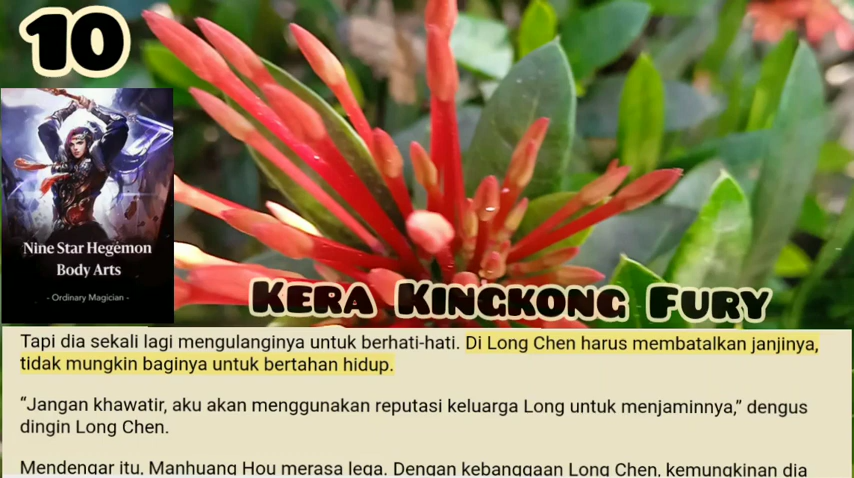 10
Nine Star Hegemon
Body Arts
- Ordinary Magician -
KERA KINGKONG FURY
Tapi dia sekali lagi mengulanginya untuk berhati-hati. Di Long Chen harus membatalkan janjinya,
tidak mungkin baginya untuk bertahan hidup.
“Jangan khawatir, aku akan menggunakan reputasi keluarga Long untuk menjaminnya,” dengus
dingin Long Chen.
Mendengar itu, Manhuang Hou merasa lega. Dengan kebanggaan Long Chen, kemungkinan dia